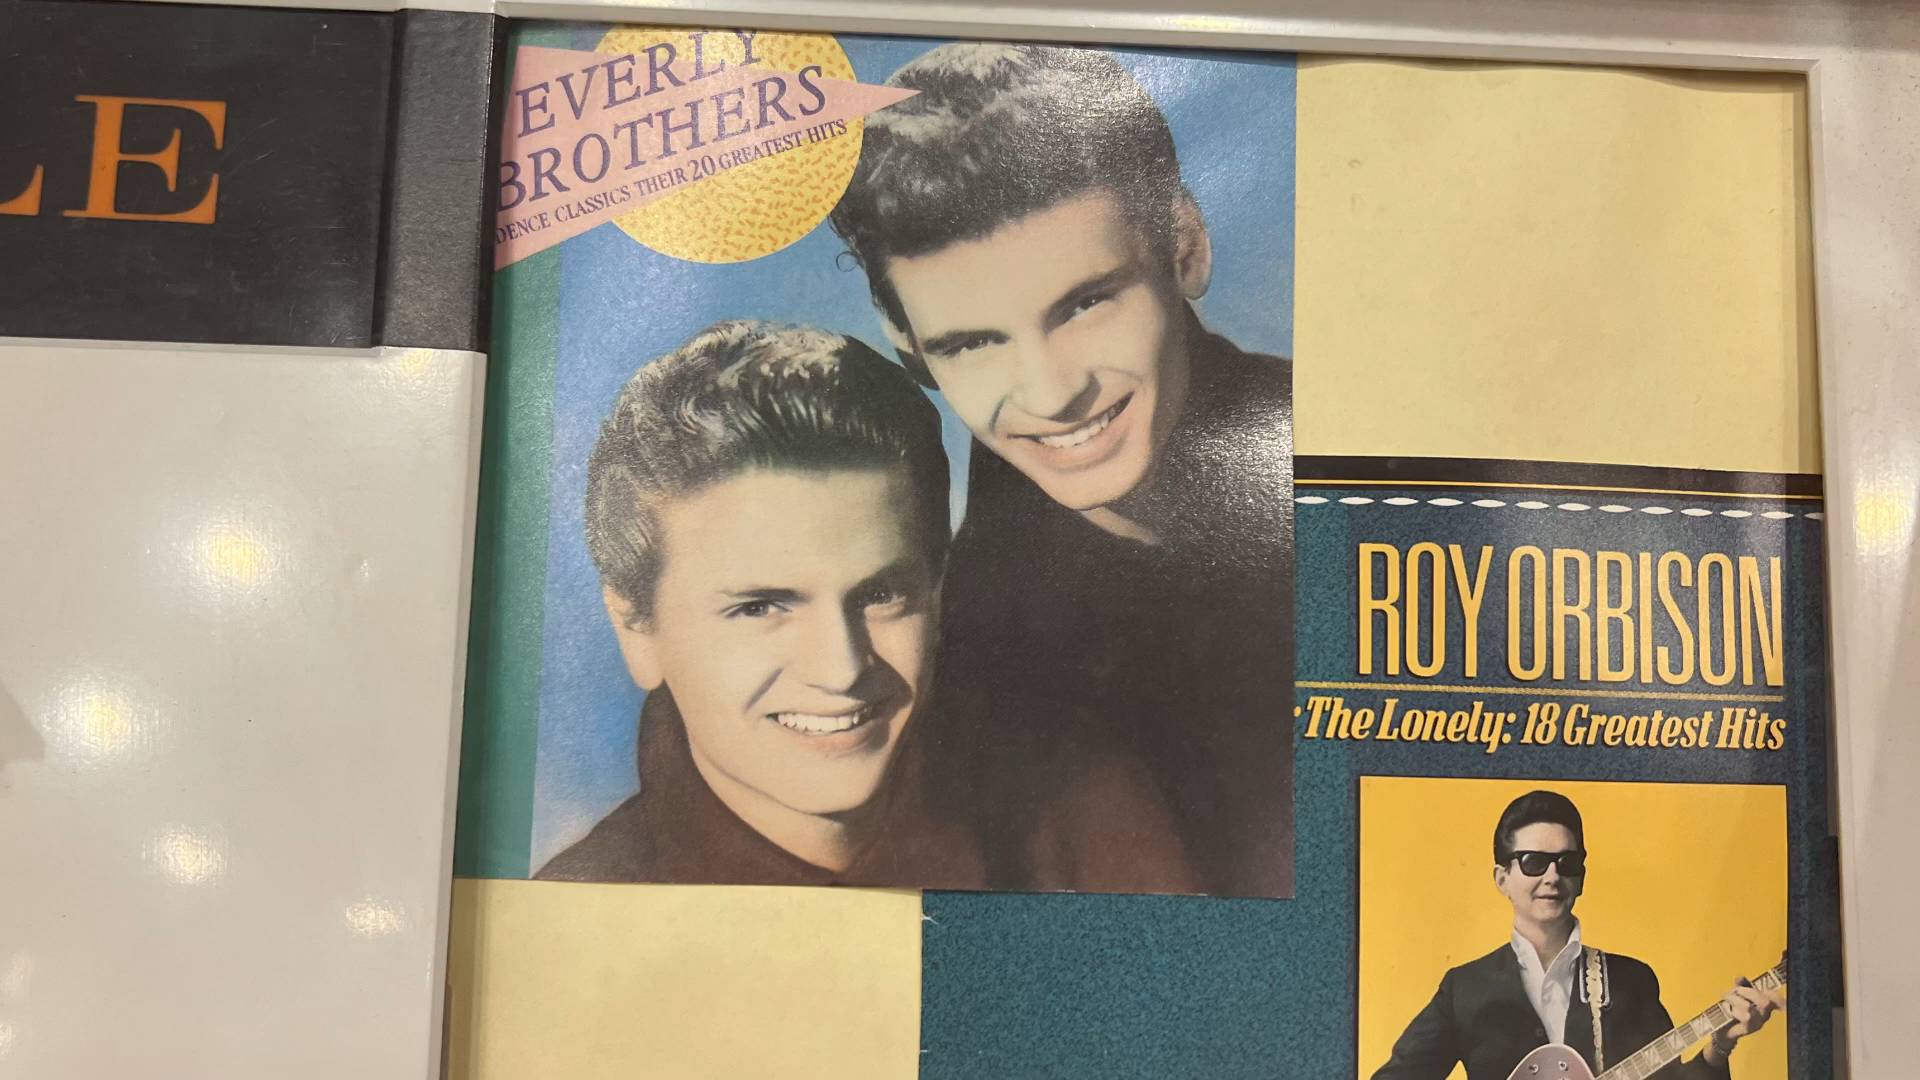 LE
EVERLY
BROTHERS
DENCE CLASSICS THEIR 20 GREATEST HITS
ROY ORBISON
The Lonely: 18 Greatest Hits